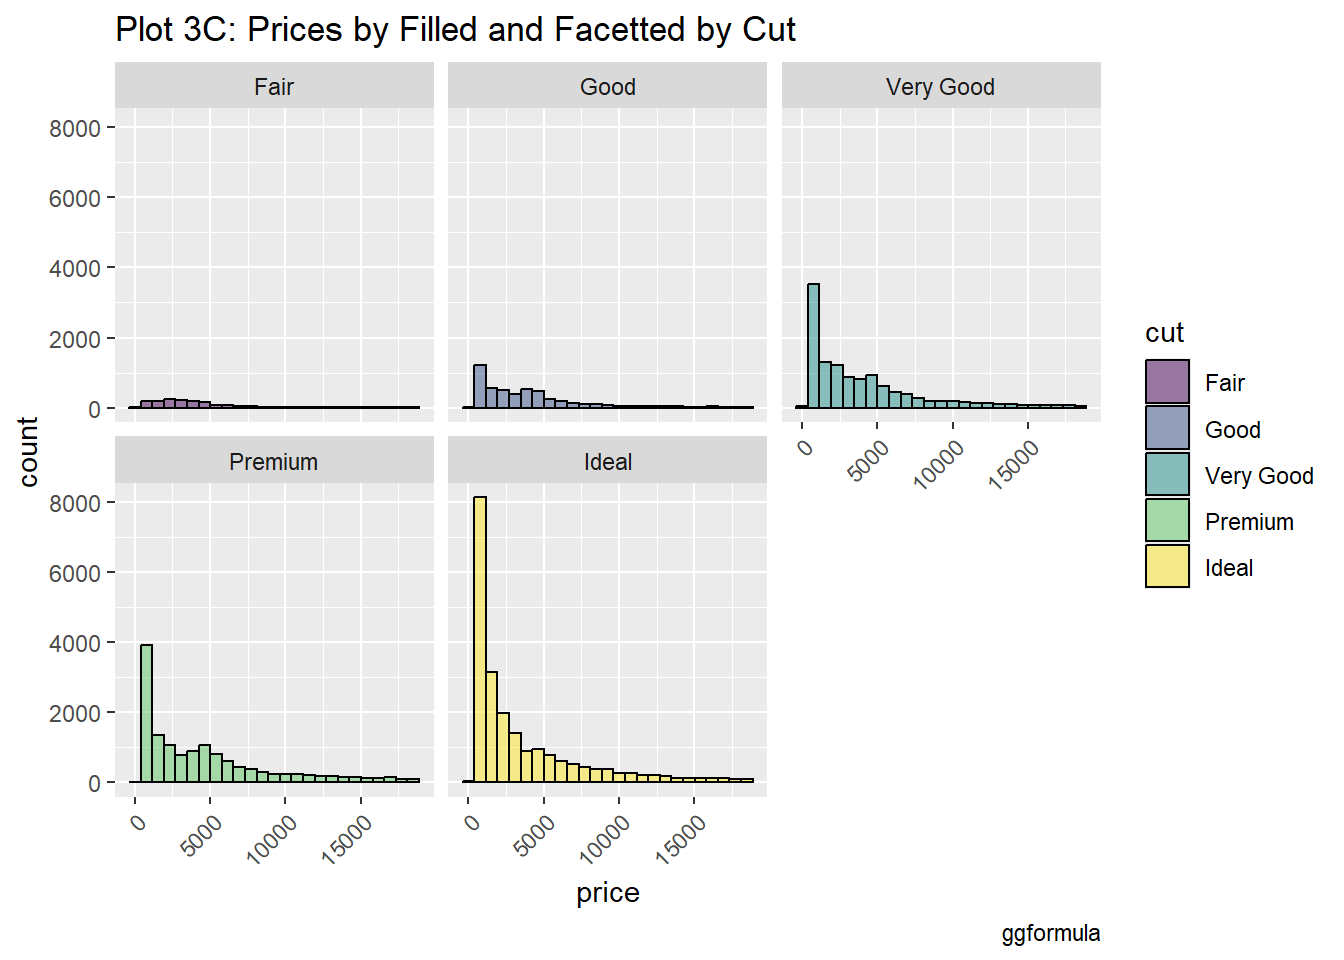 Plot 3C: Prices by Filled and Facetted by Cut
Fair
Good
Very Good
8000
6000
4000
2000
0
0
5000
10000
15000
Premium
Ideal
8000
6000
4000
2000
0
0
5000
10000
15000
0
5000
10000
15000
count
price
cut
Fair
Good
Very Good
Premium
Ideal
ggformula